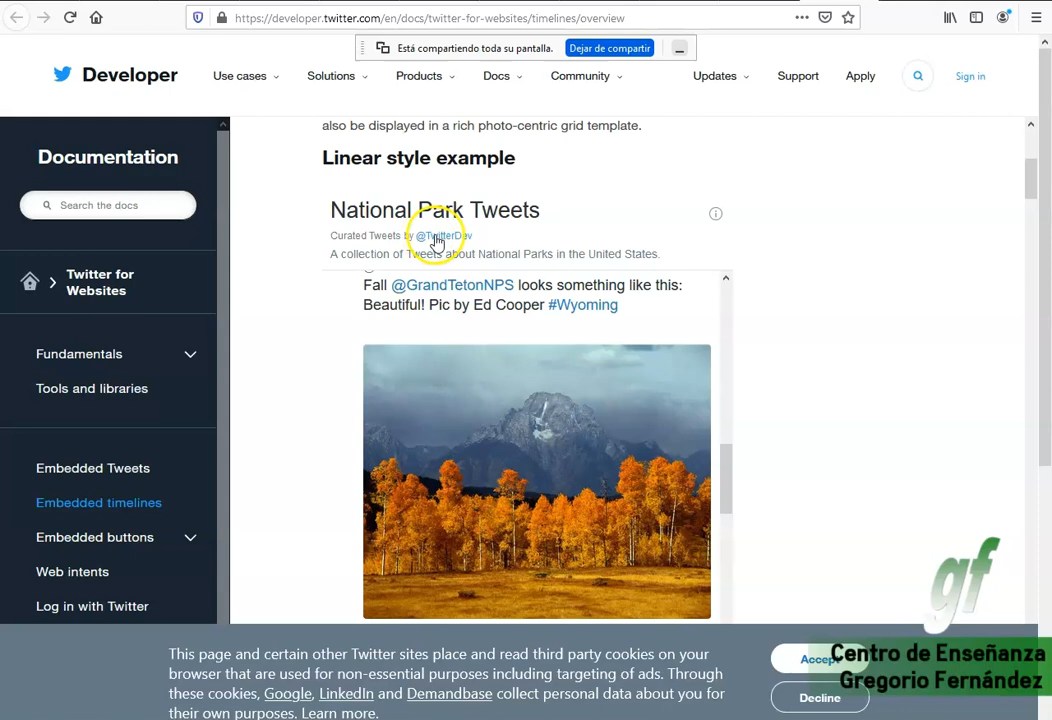 https://developer.twitter.com/en/docs/twitter-for-websites/timelines/overview
Está compartiendo toda su pantalla. Dejar de compartir
Developer Use cases Solutions Products Docs Community Updates Support Apply Sign in
also be displayed in a rich photo-centric grid template.
Documentation
Linear style example
Search the docs
National Park Tweets
Curated Tweets by @TwitterDev
A collection of Tweets about National Parks in the United States.
Twitter for
Websites
Fall @GrandTetonNPS looks something like this:
Beautiful! Pic by Ed Cooper #Wyoming
Fundamentals
Tools and libraries
Embedded Tweets
Embedded timelines
Embedded buttons
Web intents
Log in with Twitter
gf
This page and certain other Twitter sites place and read third party cookies on your
browser that are used for non-essential purposes including targeting of ads. Through
these cookies, Google, LinkedIn and Demandbase collect personal data about you for
their own purposes. Learn more.
Accept
Decline
Centro de Enseñanza
Gregorio Fernández